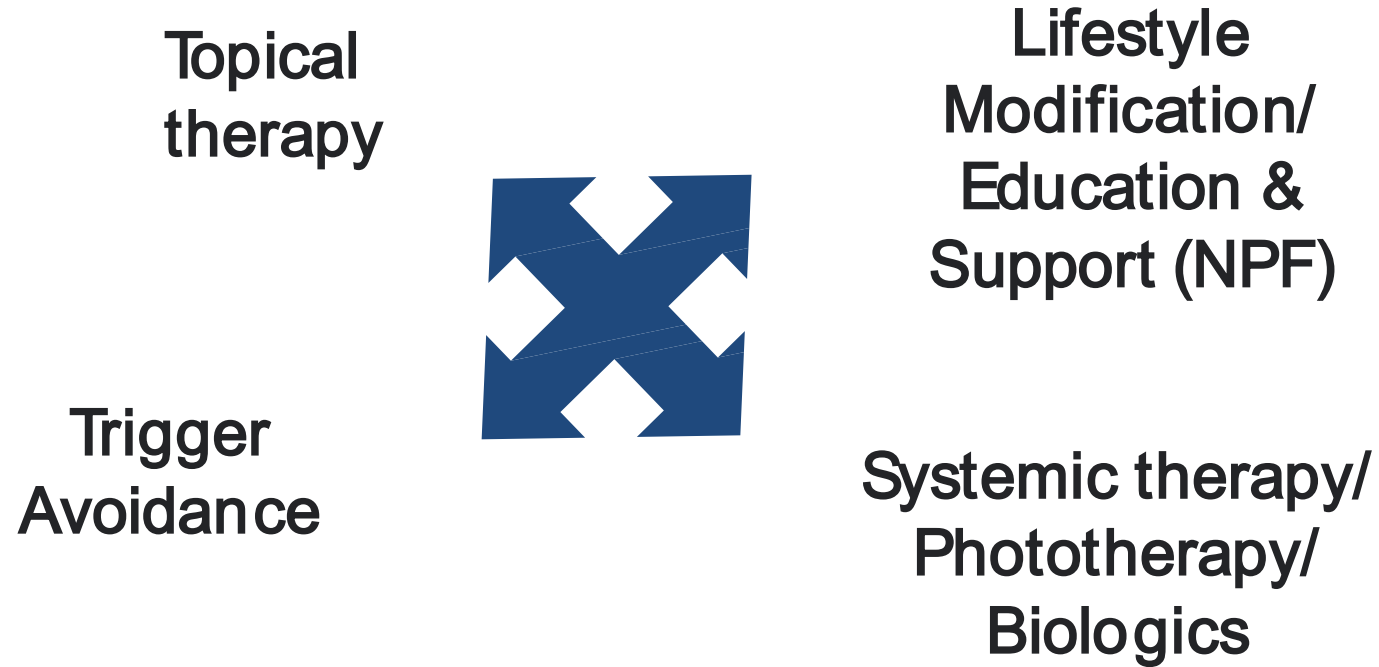 Topical
therapy
Lifestyle
Modification/
Education &
Support (NPF)
Trigger
Avoidance
Systemic therapy/
Phototherapy/
Biologics